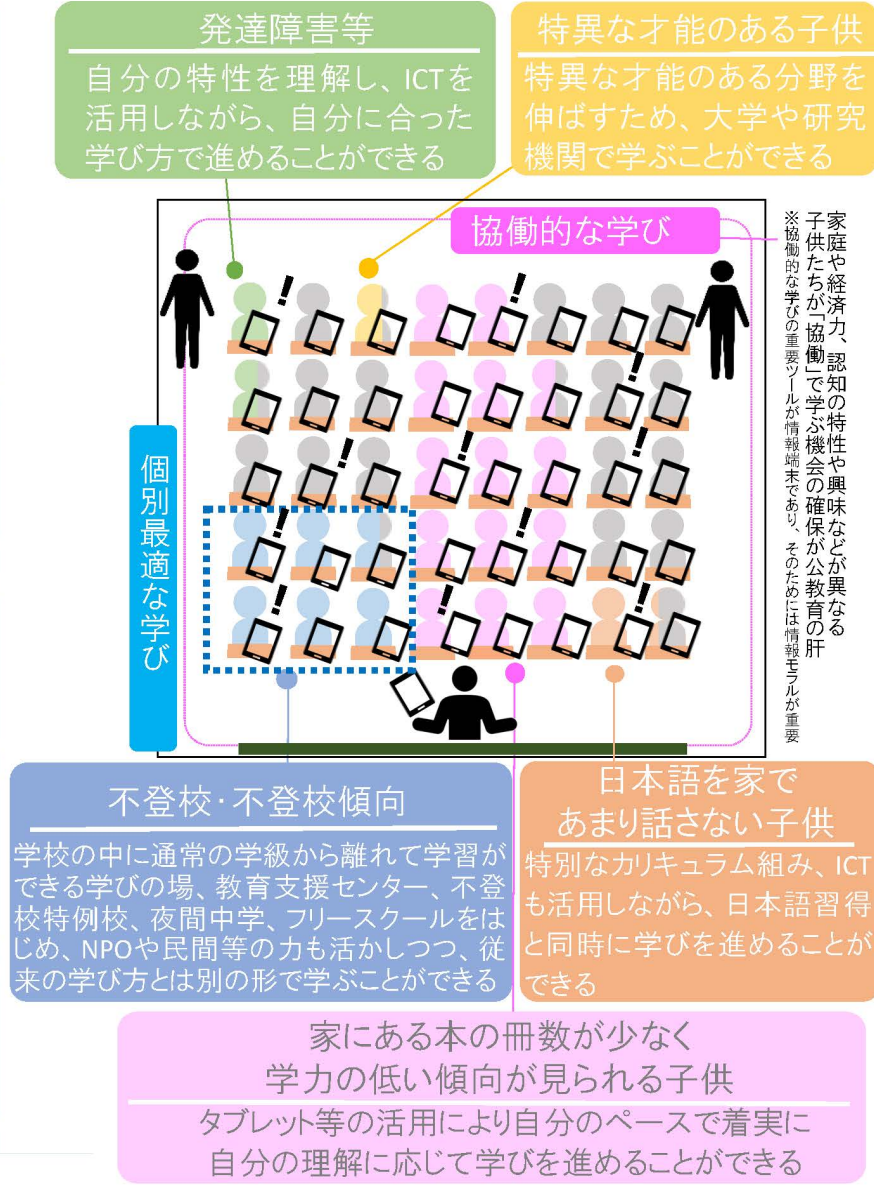 発達障害等
自分の特性を理解し、ICTを
活用しながら、自分に合った
学び方で進めることができる
特異な才能のある子供
特異な才能のある分野を
伸ばすため、大学や研究
機関で学ぶことができる
協働的な学び
家庭や経済力、認知の特性や興味などが異なる
子供たちが「協働」で学ぶ機会の確保が公教育の肝
※協働的な学びの重要ツールが情報端末であり、そのためには情報モラルが重要
!
!
!
!
!
!
!
!
!
!
個別最適な学び
不登校・不登校傾向
学校の中に通常の学級から離れて学習が
できる学びの場、教育支援センター、不登
校特例校、夜間中学、フリースクールをは
じめ、NPOや民間等の力も活かしつつ、従
来の学び方とは別の形で学ぶことができる
日本語を家で
あまり話さない子供
特別なカリキュラム組み、ICT
も活用しながら、日本語習得
と同時に学びを進めることが
できる
家にある本の冊数が少なく
学力の低い傾向が見られる子供
タブレット等の活用により自分のペースで着実に
自分の理解に応じて学びを進めることができる